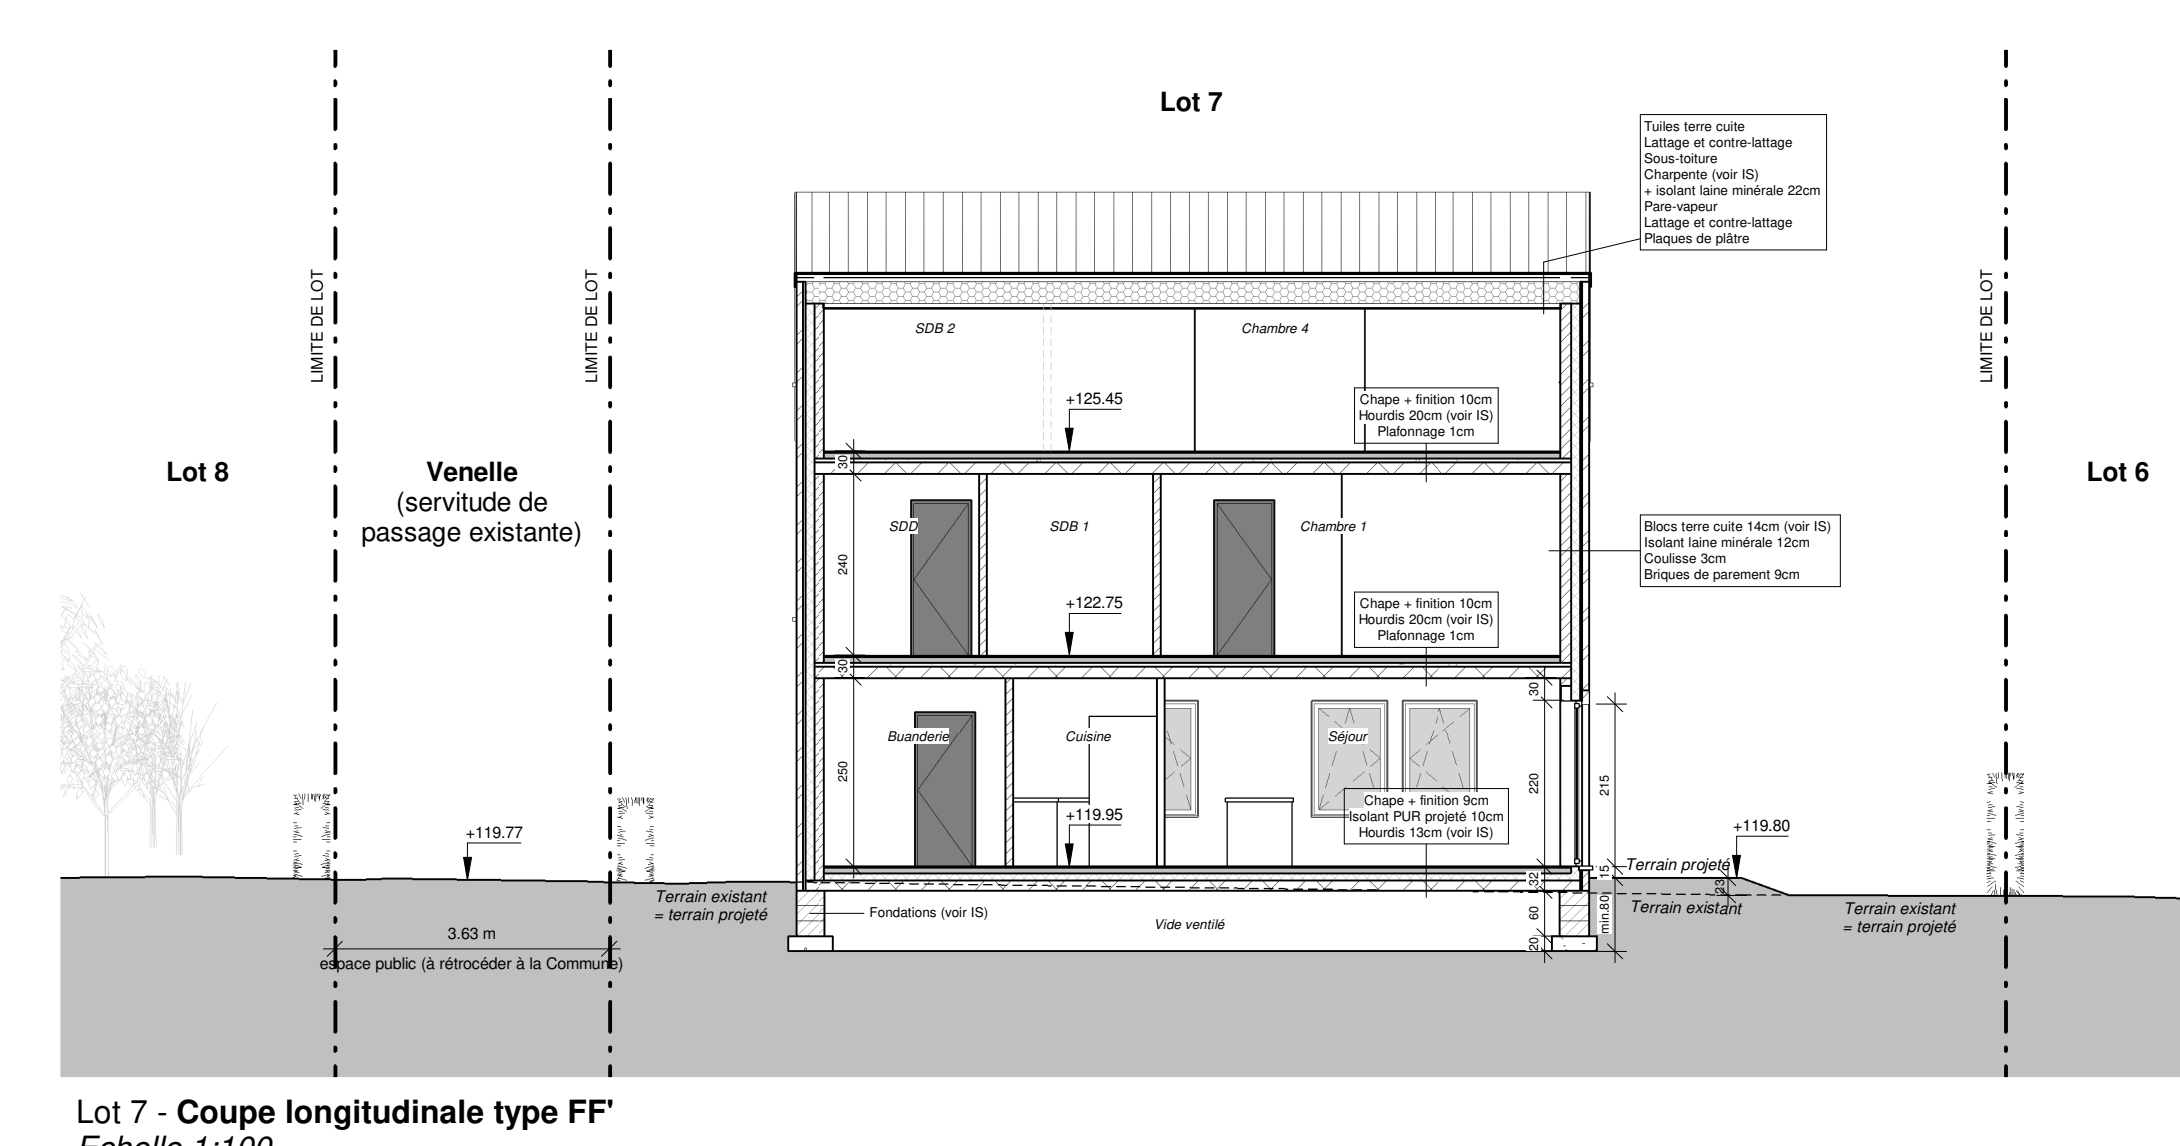 Lot 7
Tuiles terre cuite
Lattage et contre-lattage
Sous-toiture
Charpente (voir IS)
+ isolant laine minérale 22cm
Pare-vapeur
Lattage et contre-lattage
Plaques de plâtre
LIMITE DE LOT
LIMITE DE LOT
LIMITE DE LOT
SDB 2
Chambre 4
+125.45
Chape + finition 10cm
Hourdis 20cm (voir IS)
Plafonnage 1cm
30
Lot 8
Venelle
(servitude de
passage existante)
Lot 6
SDD
SDB 1
Chambre 1
Blocs terre cuite 14cm (voir IS)
Isolant laine minérale 12cm
Coulisse 3cm
Briques de parement 9cm
240
+122.75
Chape + finition 10cm
Hourdis 20cm (voir IS)
Plafonnage 1cm
30
30
Buanderie
Cuisine
Séjour
250
220
215
Chape + finition 9cm
Isolant PUR projeté 10cm
Hourdis 13cm (voir IS)
+119.95
+119.77
+119.80
Terrain projeté
15
32
23
Terrain existant
= terrain projeté
Fondations (voir IS)
Vide ventilé
60
min.80
20
Terrain existant
Terrain existant
= terrain projeté
3.63 m
espace public (à rétrocéder à la Commune)
Lot 7 - Coupe longitudinale type FF'
Echelle 1:100